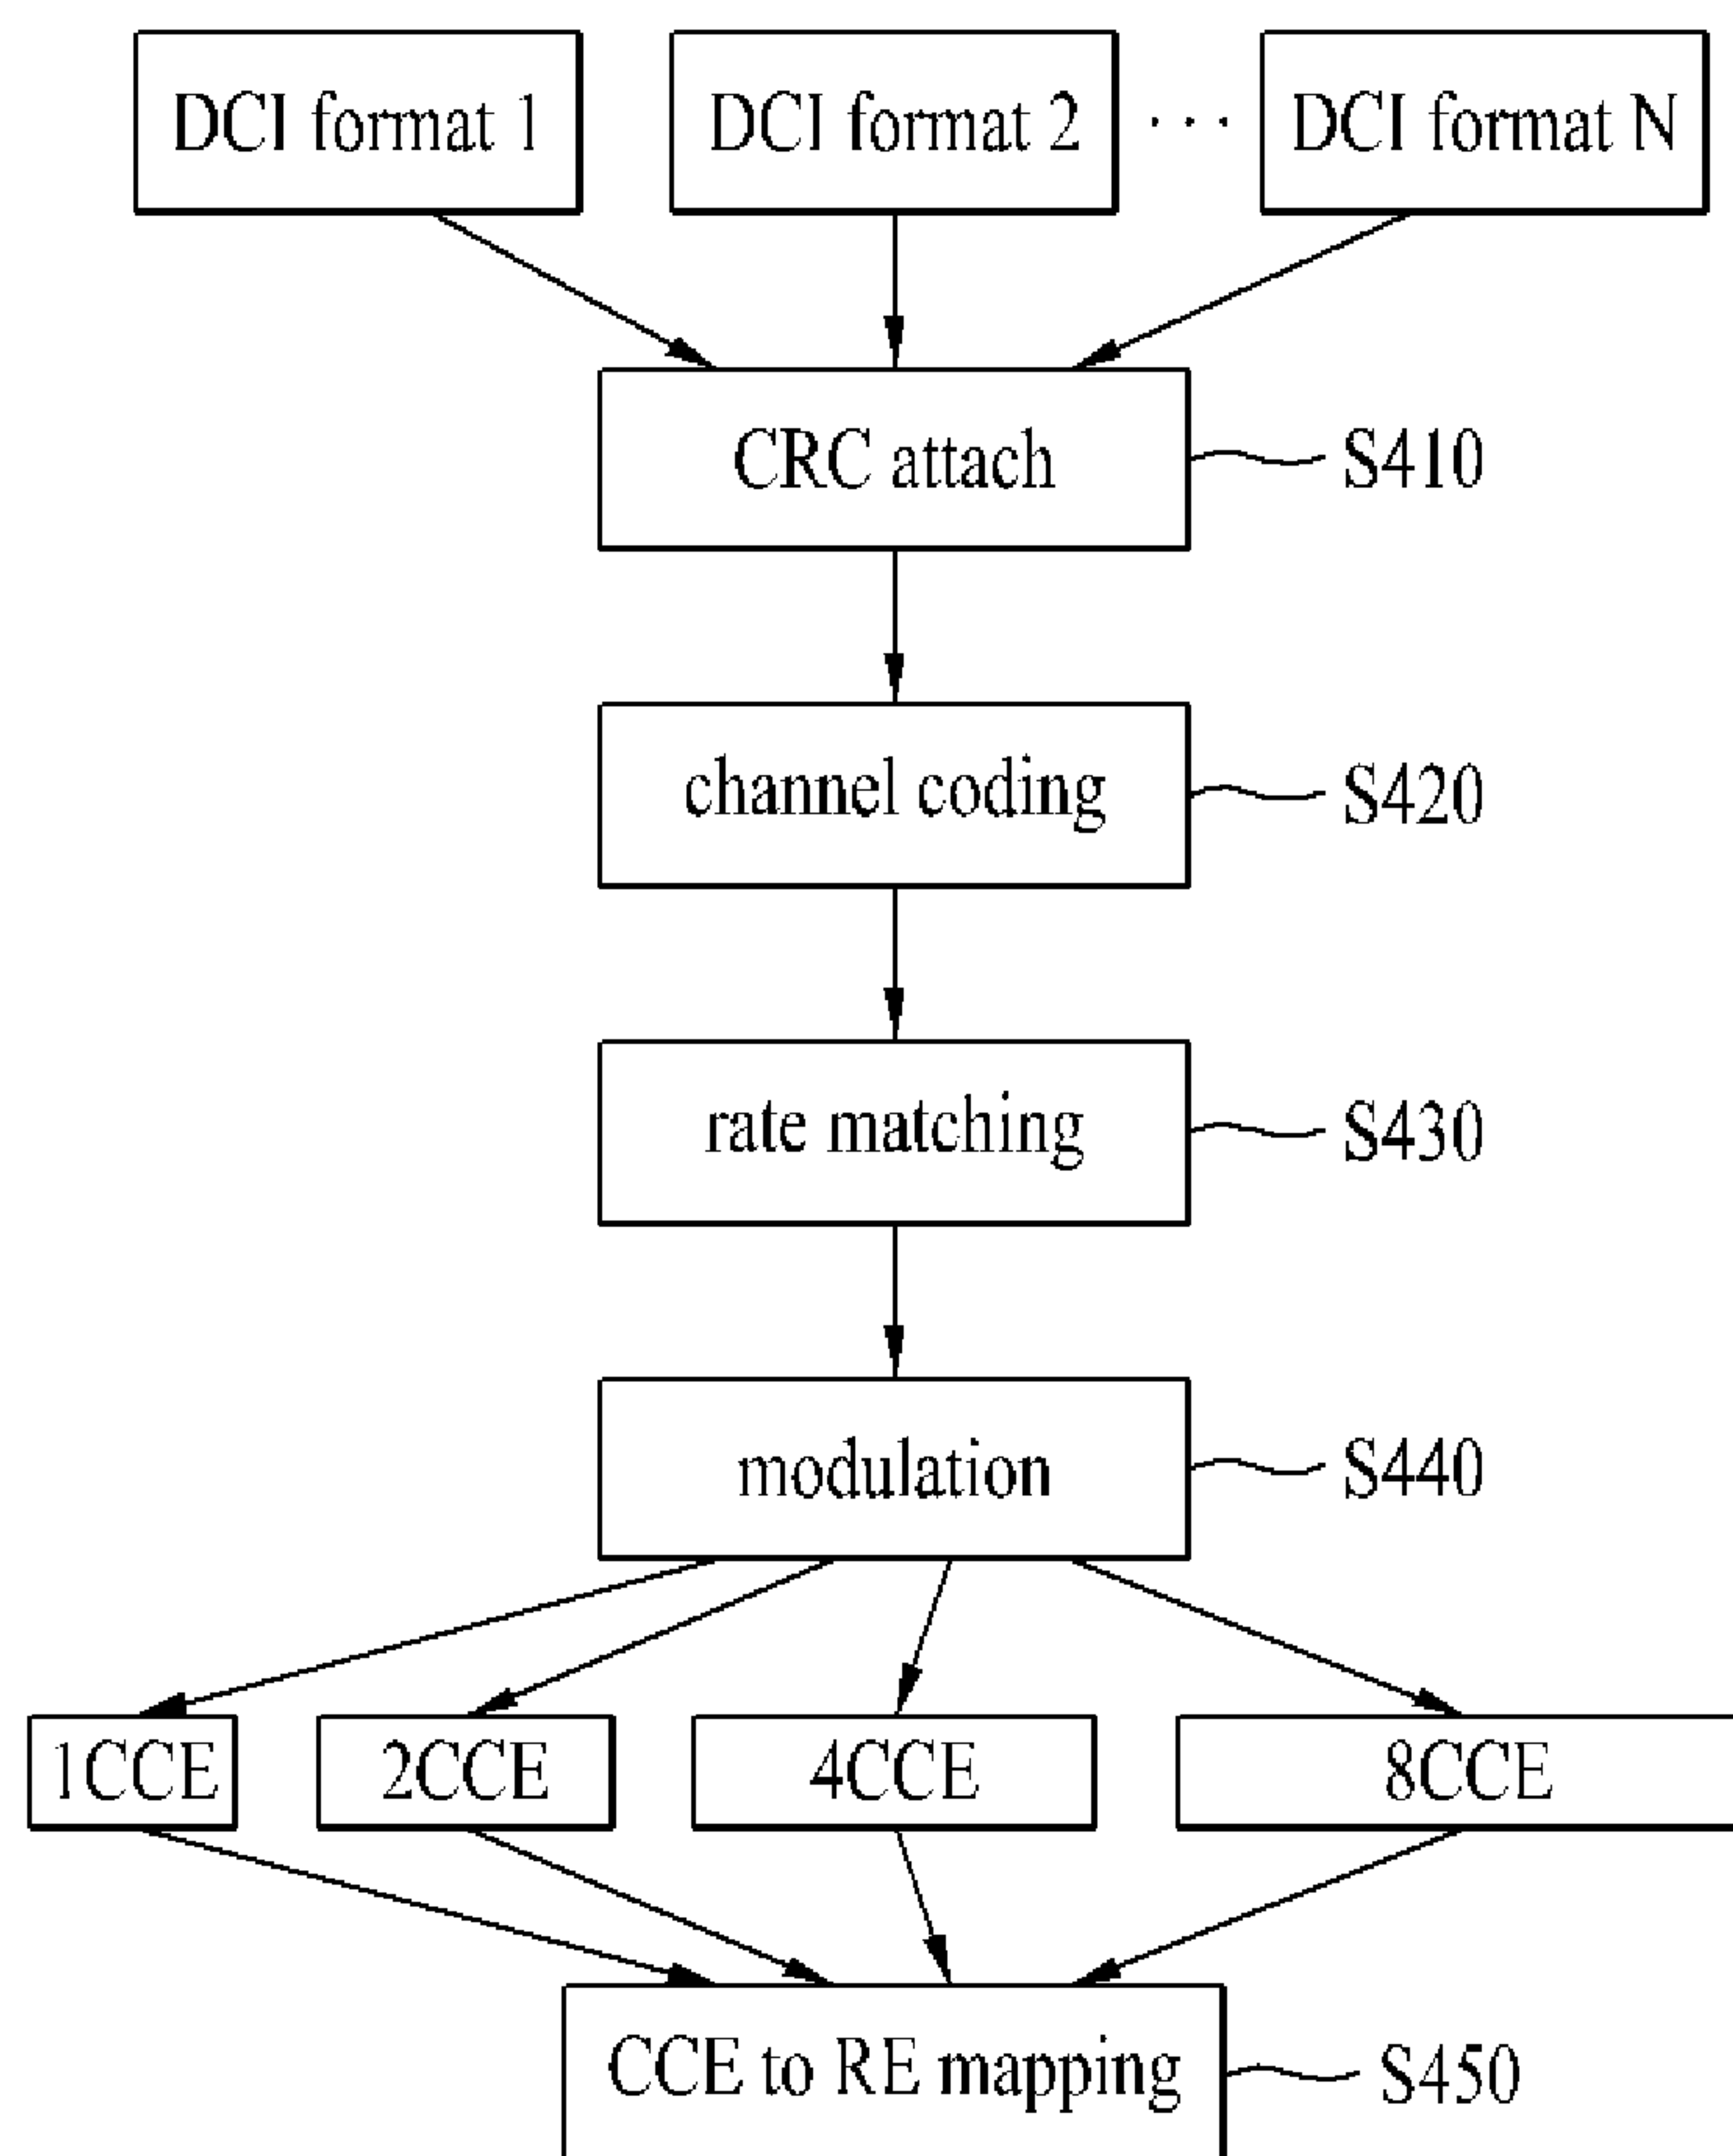 DCI format 1
DCI format 2
. . .
DCI format N
CRC attach
S410
channel coding
S420
rate matching
S430
modulation
S440
1CCE
2CCE
4CCE
8CCE
CCE to RE mapping
S450